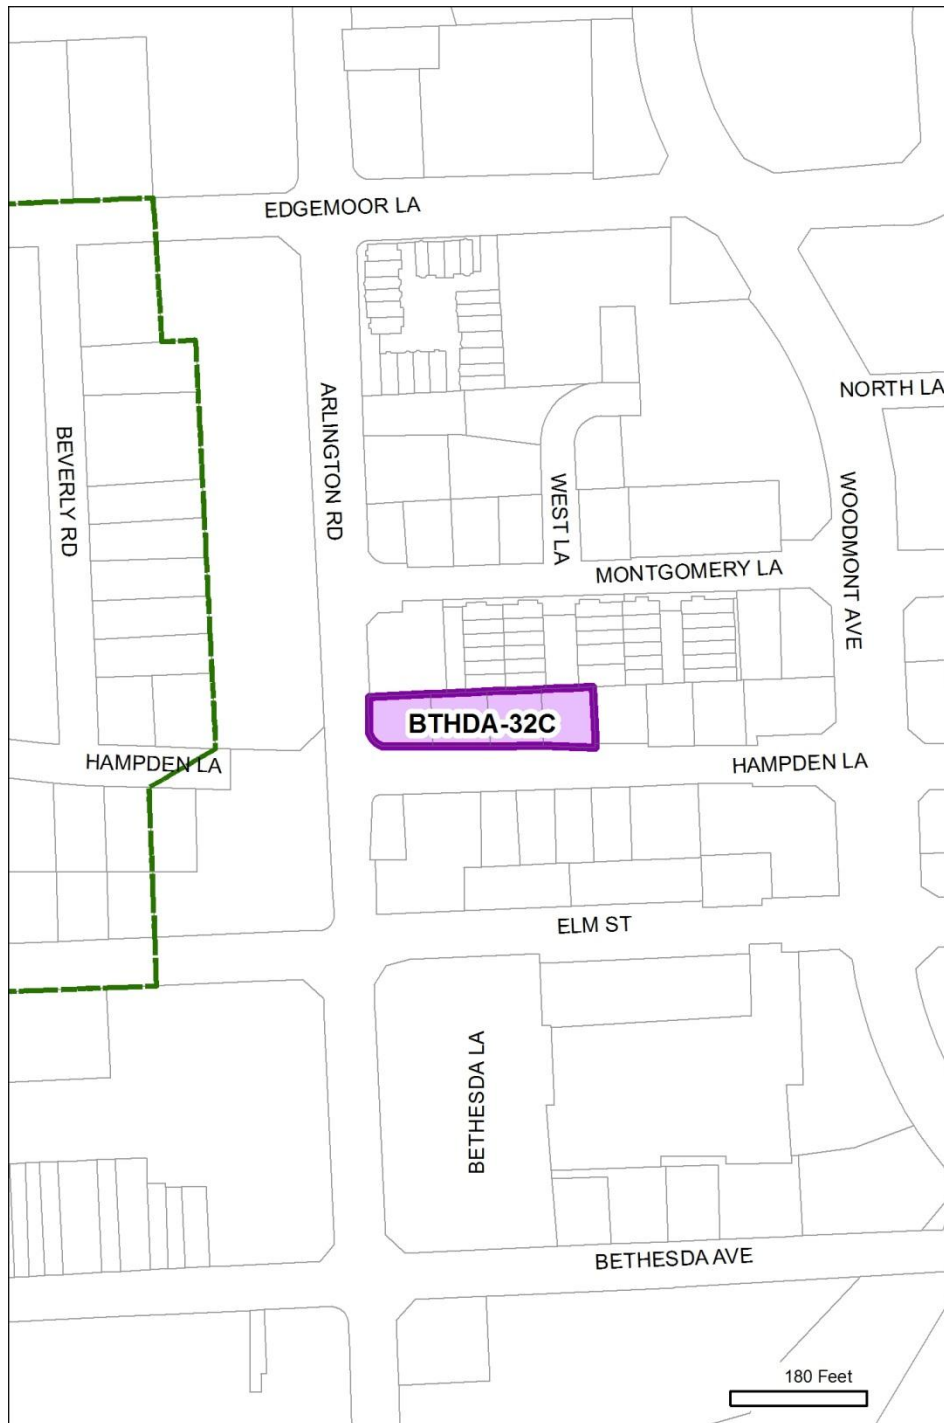 EDGEMOOR LA
NORTH LA
ARLINGTON RD
BEVERLY RD
WEST LA
WOODMONT AVE
MONTGOMERY LA
BTHDA-32C
HAMPDEN LA
HAMPDEN LA
ELM ST
BETHESDA LA
BETHESDA AVE
180 Feet